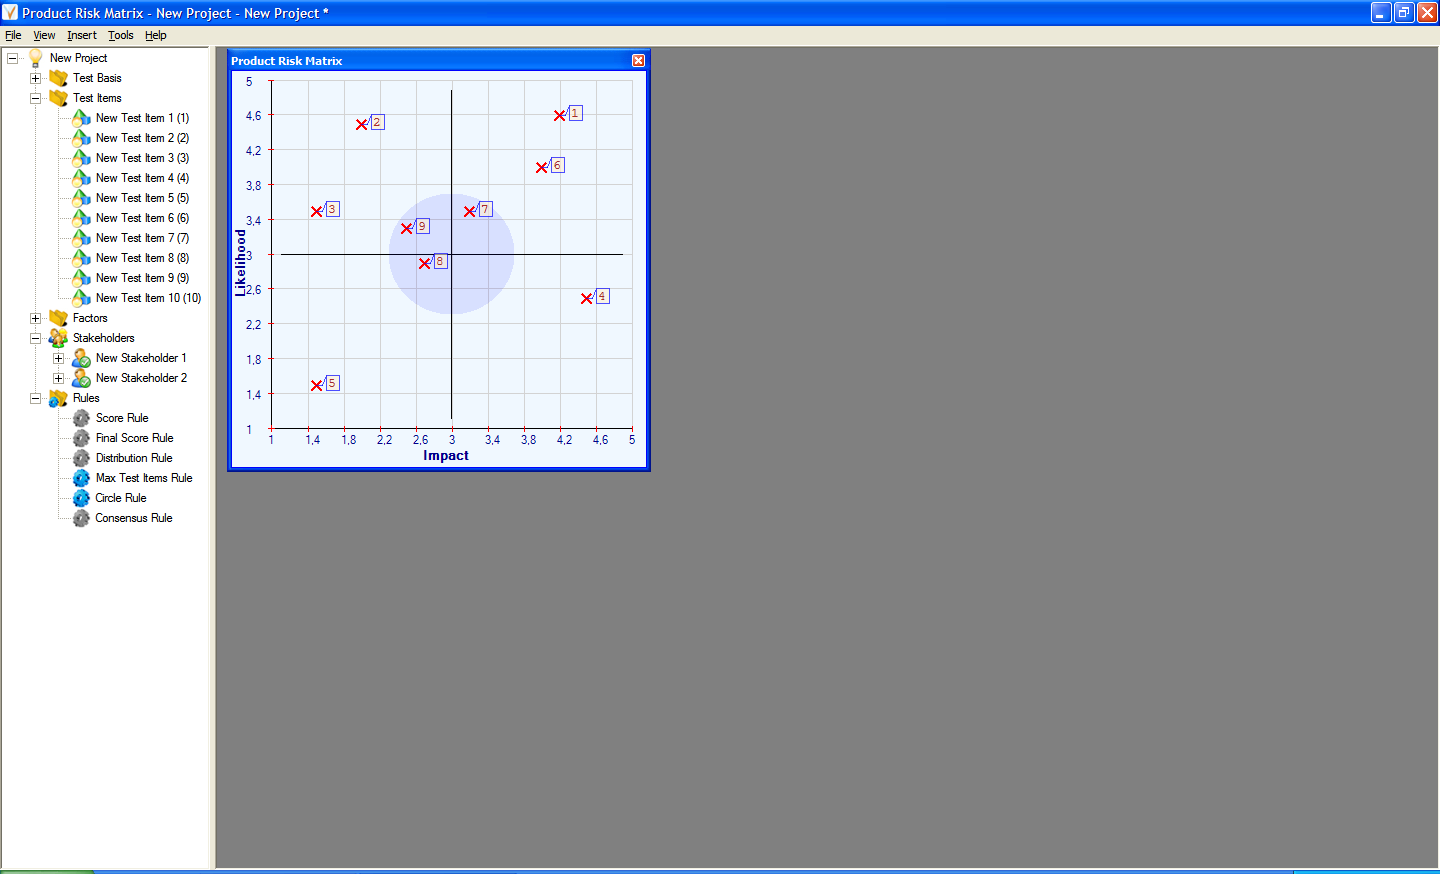 Product Risk Matrix - New Project - New Project *
File View Insert Tools Help
New Project
Test Basis
Test Items
New Test Item 1 (1)
New Test Item 2 (2)
New Test Item 3 (3)
New Test Item 4 (4)
New Test Item 5 (5)
New Test Item 6 (6)
New Test Item 7 (7)
New Test Item 8 (8)
New Test Item 9 (9)
New Test Item 10 (10)
Factors
Stakeholders
New Stakeholder 1
New Stakeholder 2
Rules
Score Rule
Final Score Rule
Distribution Rule
Max Test Items Rule
Circle Rule
Consensus Rule
Product Risk Matrix
5
4,6
4,2
3,8
3,4
3
2,6
2,2
1,8
1,4
1
Likelihood
1
2
6
3
7
9
8
4
5
1 1,4 1,8 2,2 2,6 3 3,4 3,8 4,2 4,6 5
Impact